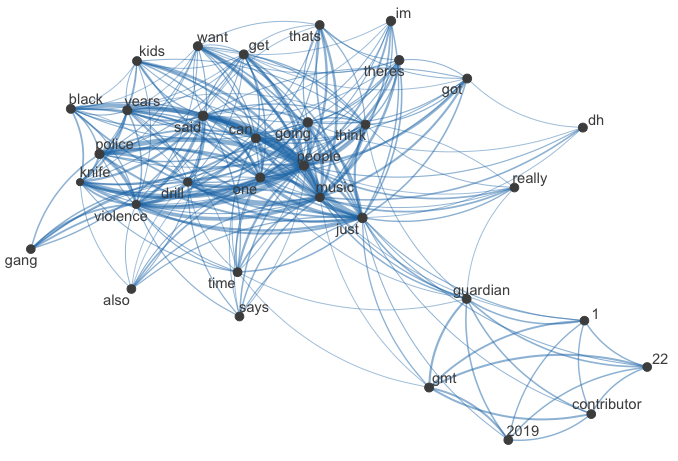 im
want
thats
get
kids
theres
got
black
years
said
can
going
think
dh
police
people
knife
drill
one
music
really
violence
just
gang
time
also
says
guardian
1
22
gmt
contributor
2019